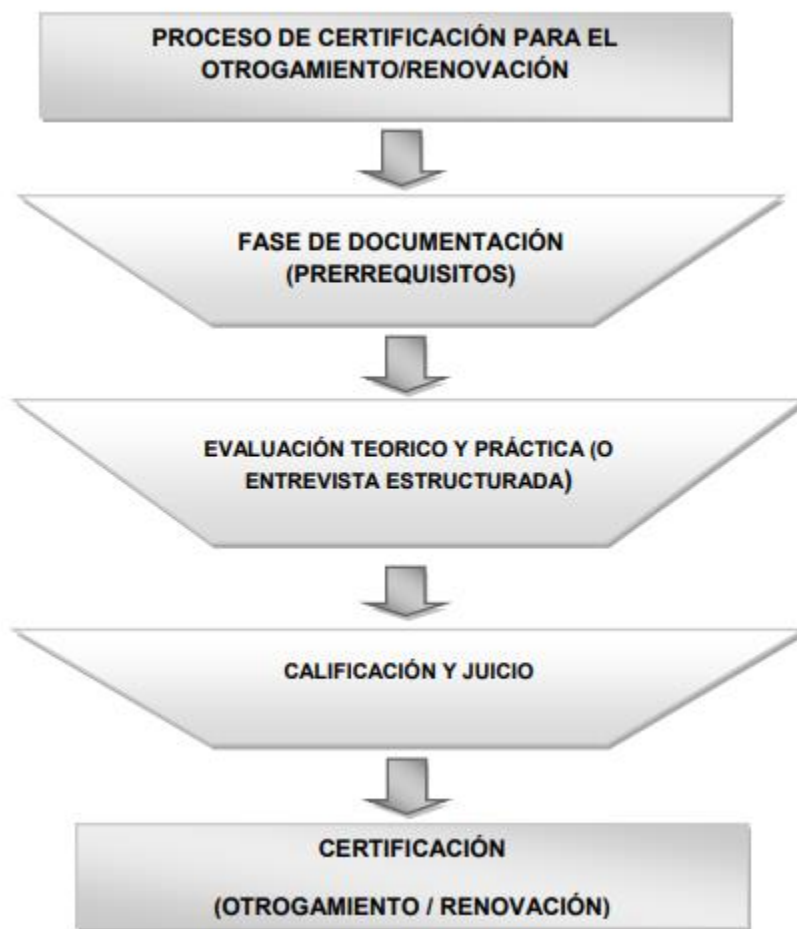 PROCESO DE CERTIFICACIÓN PARA EL
OTROGAMIENTO/RENOVACIÓN
FASE DE DOCUMENTACIÓN
(PRERREQUISITOS)
EVALUACIÓN TEORICO Y PRÁCTICA (O
ENTREVISTA ESTRUCTURADA)
CALIFICACIÓN Y JUICIO
CERTIFICACIÓN
(OTROGAMIENTO / RENOVACIÓN)